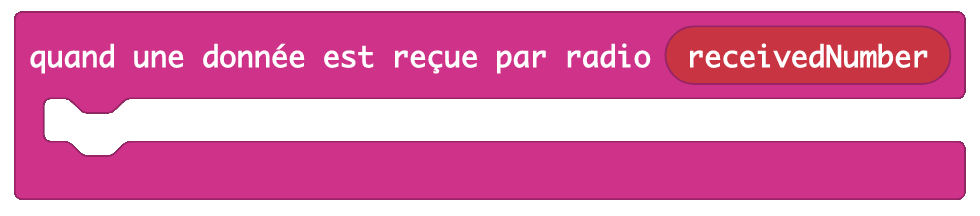 quand une donnée est reçue par radio receivedNumber